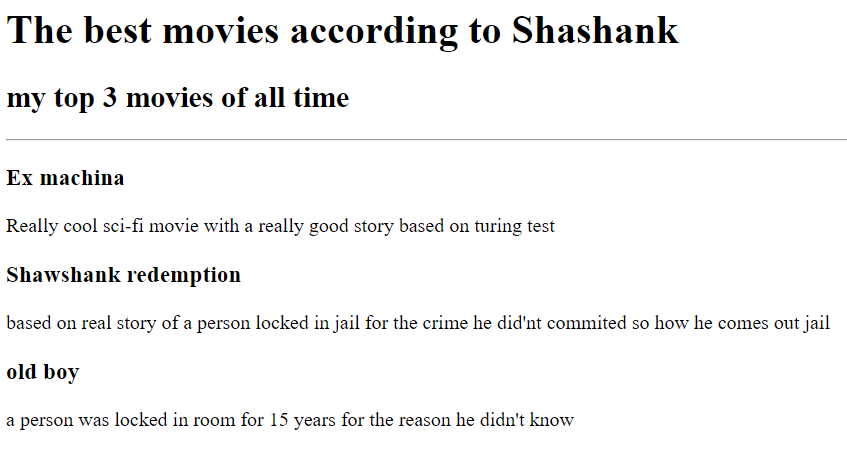 The best movies according to Shashank
my top 3 movies of all time
Ex machina
Really cool sci-fi movie with a really good story based on turing test
Shawshank redemption
based on real story of a person locked in jail for the crime he did'nt commited so how he comes out jail
old boy
a person was locked in room for 15 years for the reason he didn't know